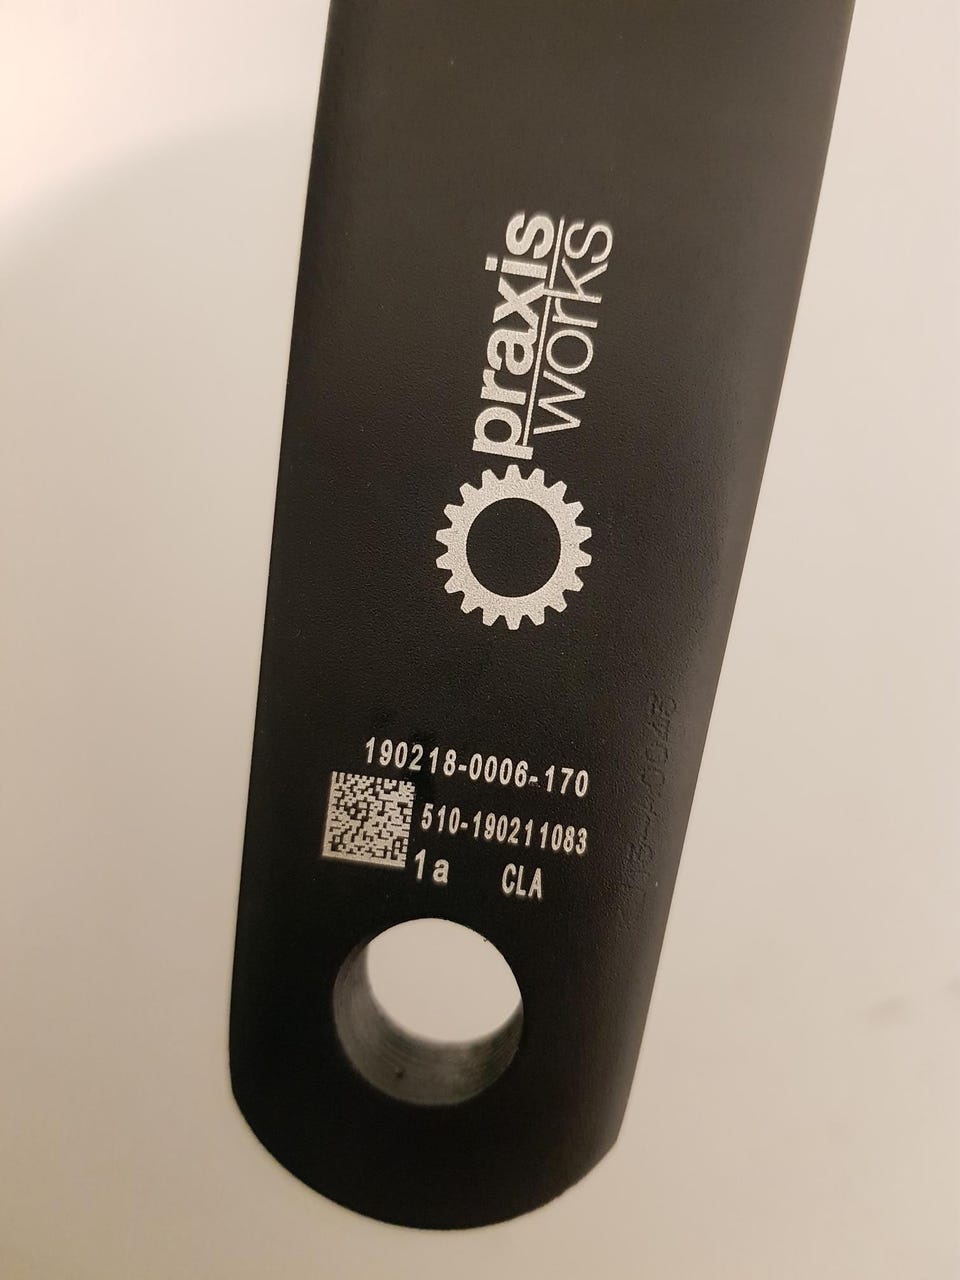 praxis
works
190218-0006-170
510-190211083
1a CLA